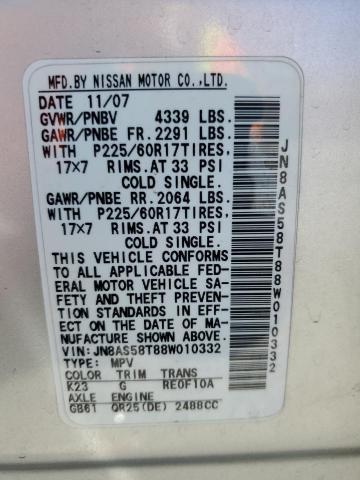 MFD.BY NISSAN MOTOR CO.,LTD.
DATE 11/07
GVWR/PNBV 4339 LBS.
GAWR/PNBE FR. 2291 LBS.
WITH P225/60R17TIRES,
17×7 RIMS.AT 33 PSI
COLD SINGLE.
GAWR/PNBE RR. 2064 LBS.
WITH P225/60R17TIRES,
17×7 RIMS.AT 33 PSI
COLD SINGLE.
THIS VEHICLE CONFORMS
TO ALL APPLICABLE FED-
ERAL MOTOR VEHICLE SA-
FETY AND THEFT PREVEN-
TION STANDARDS IN EFF-
ECT ON THE DATE OF MA-
NUFACTURE SHOWN ABOVE.
VIN: JN8AS58T88W010332
TYPE: MPV
COLOR TRIM TRANS
K23 G RE0F10A
AXLE ENGINE
GB61 QR25(DE) 2488CC
JN8AS58T88W010332